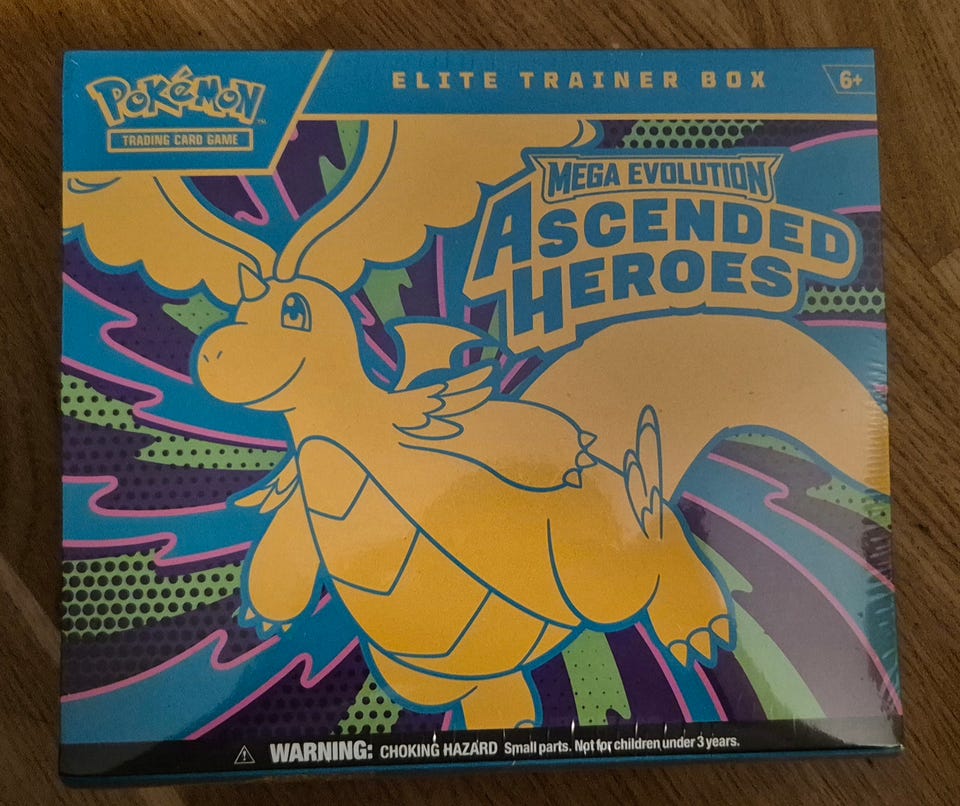 POKéMON
TRADING CARD GAME
ELITE TRAINER BOX
6+
MEGA EVOLUTION
ASCENDED
HEROES
WARNING: CHOKING HAZARD Small parts. Not for children under 3 years.